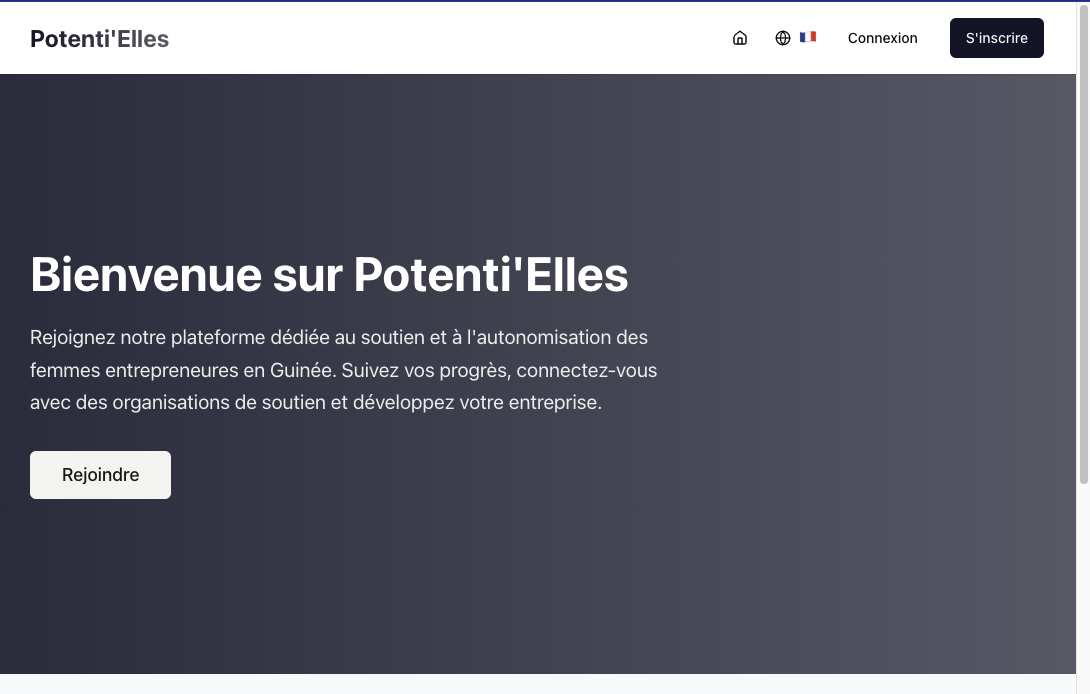 Potenti'Elles
Connexion
S'inscrire
Bienvenue sur Potenti'Elles
Rejoignez notre plateforme dédiée au soutien et à l'autonomisation des
femmes entrepreneures en Guinée. Suivez vos progrès, connectez-vous
avec des organisations de soutien et développez votre entreprise.
Rejoindre